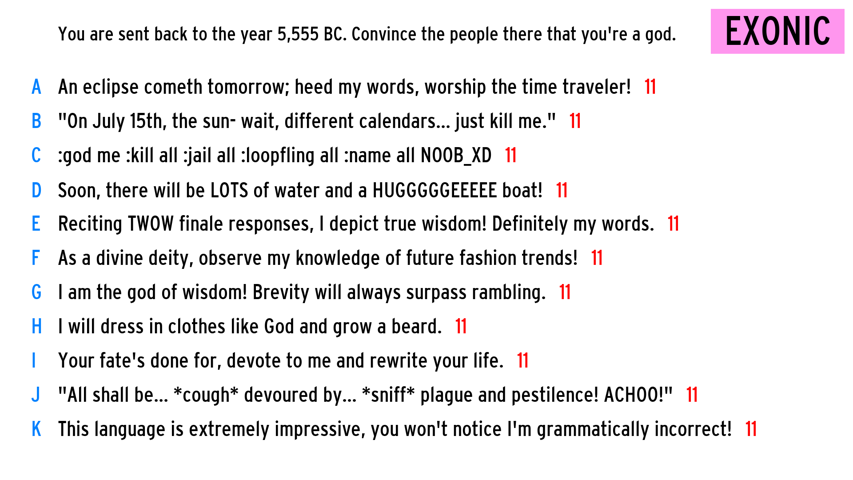 You are sent back to the year 5,555 BC. Convince the people there that you're a god.
EXONIC
A An eclipse cometh tomorrow; heed my words, worship the time traveler! 11
B "On July 15th, the sun- wait, different calendars... just kill me." 11
C :god me :kill all :jail all :loopfling all :name all NOOB_XD 11
D Soon, there will be LOTS of water and a HUGGGGGEEEEE boat! 11
E Reciting TWOW finale responses, I depict true wisdom! Definitely my words. 11
F As a divine deity, observe my knowledge of future fashion trends! 11
G I am the god of wisdom! Brevity will always surpass rambling. 11
H I will dress in clothes like God and grow a beard. 11
I Your fate's done for, devote to me and rewrite your life. 11
J "All shall be... *cough* devoured by... *sniff* plague and pestilence! ACHOO!" 11
K This language is extremely impressive, you won't notice I'm grammatically incorrect! 11